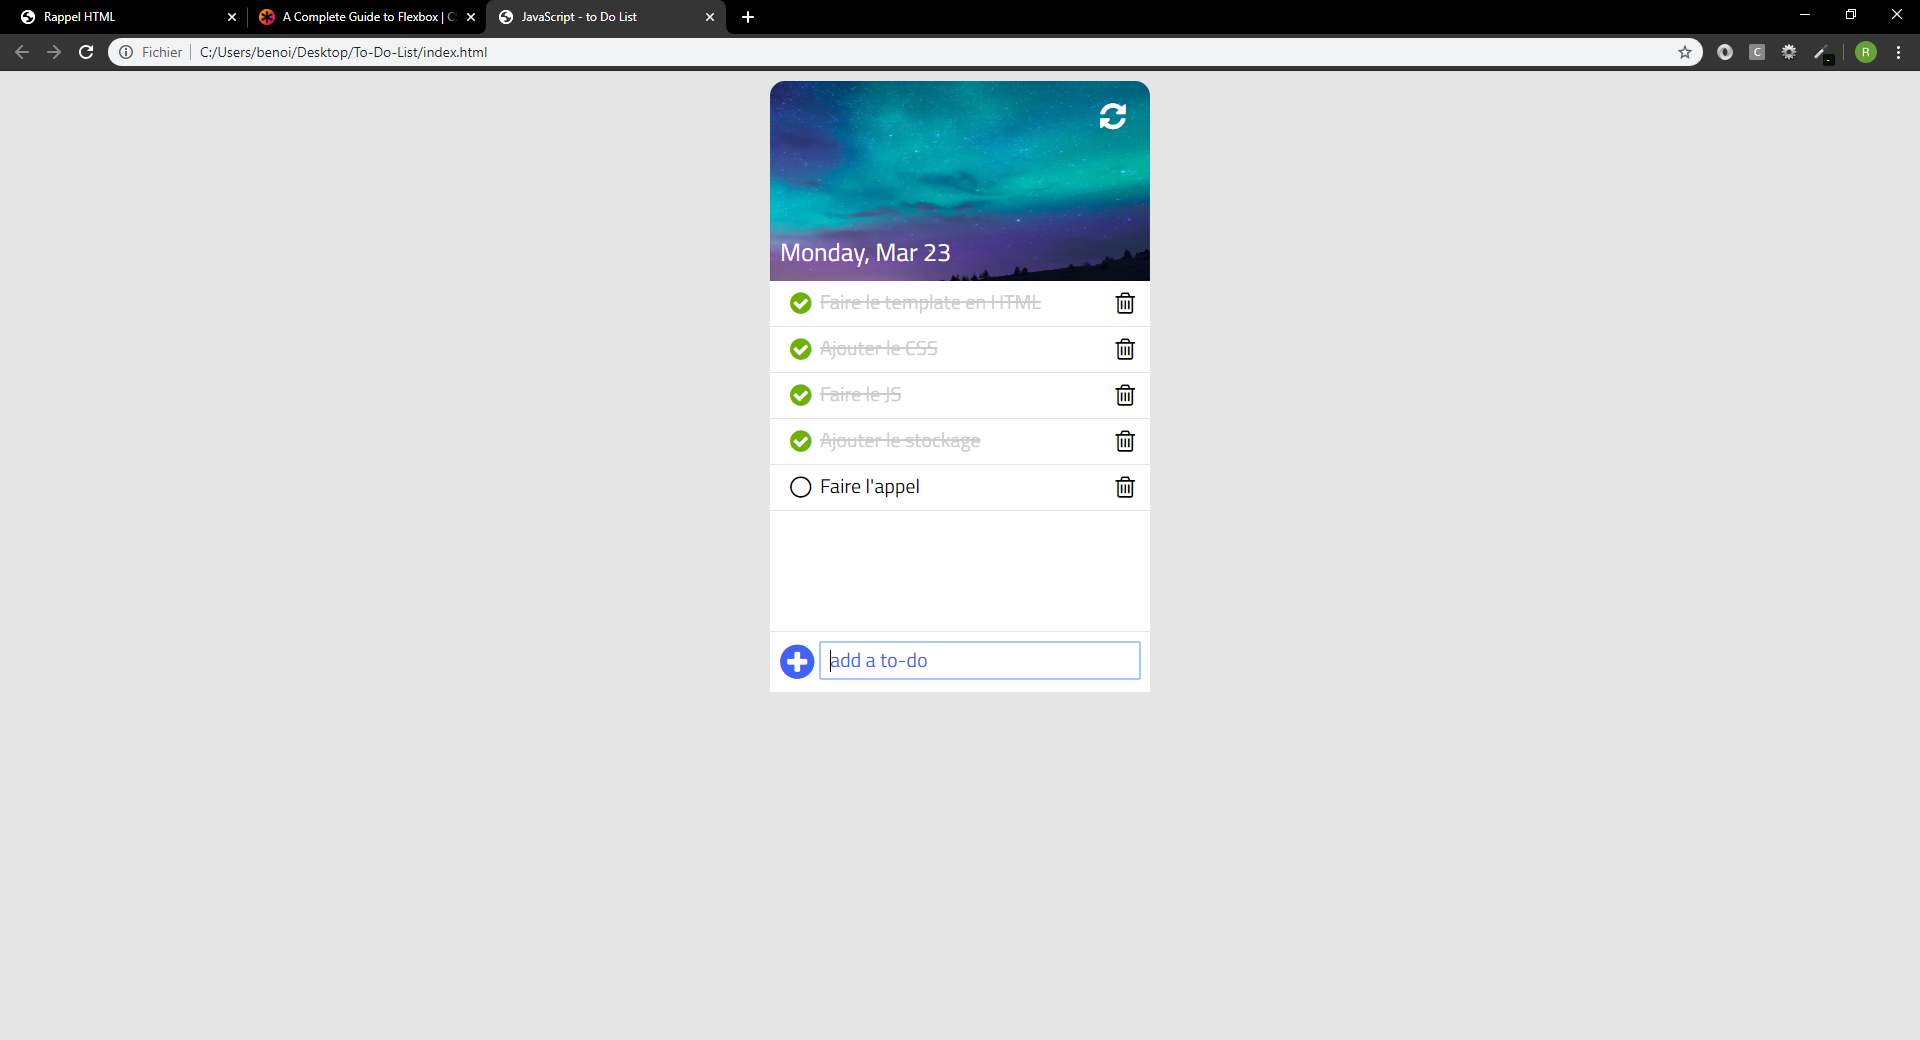 Rappel HTML
A Complete Guide to Flexbox | CS
JavaScript - to Do List
Fichier
C:/Users/benoi/Desktop/To-Do-List/index.html
C
R
Monday, Mar 23
Faire le template en HTML
Ajouter le CSS
Faire le JS
Ajouter le stockage
Faire l'appel
add a to-do